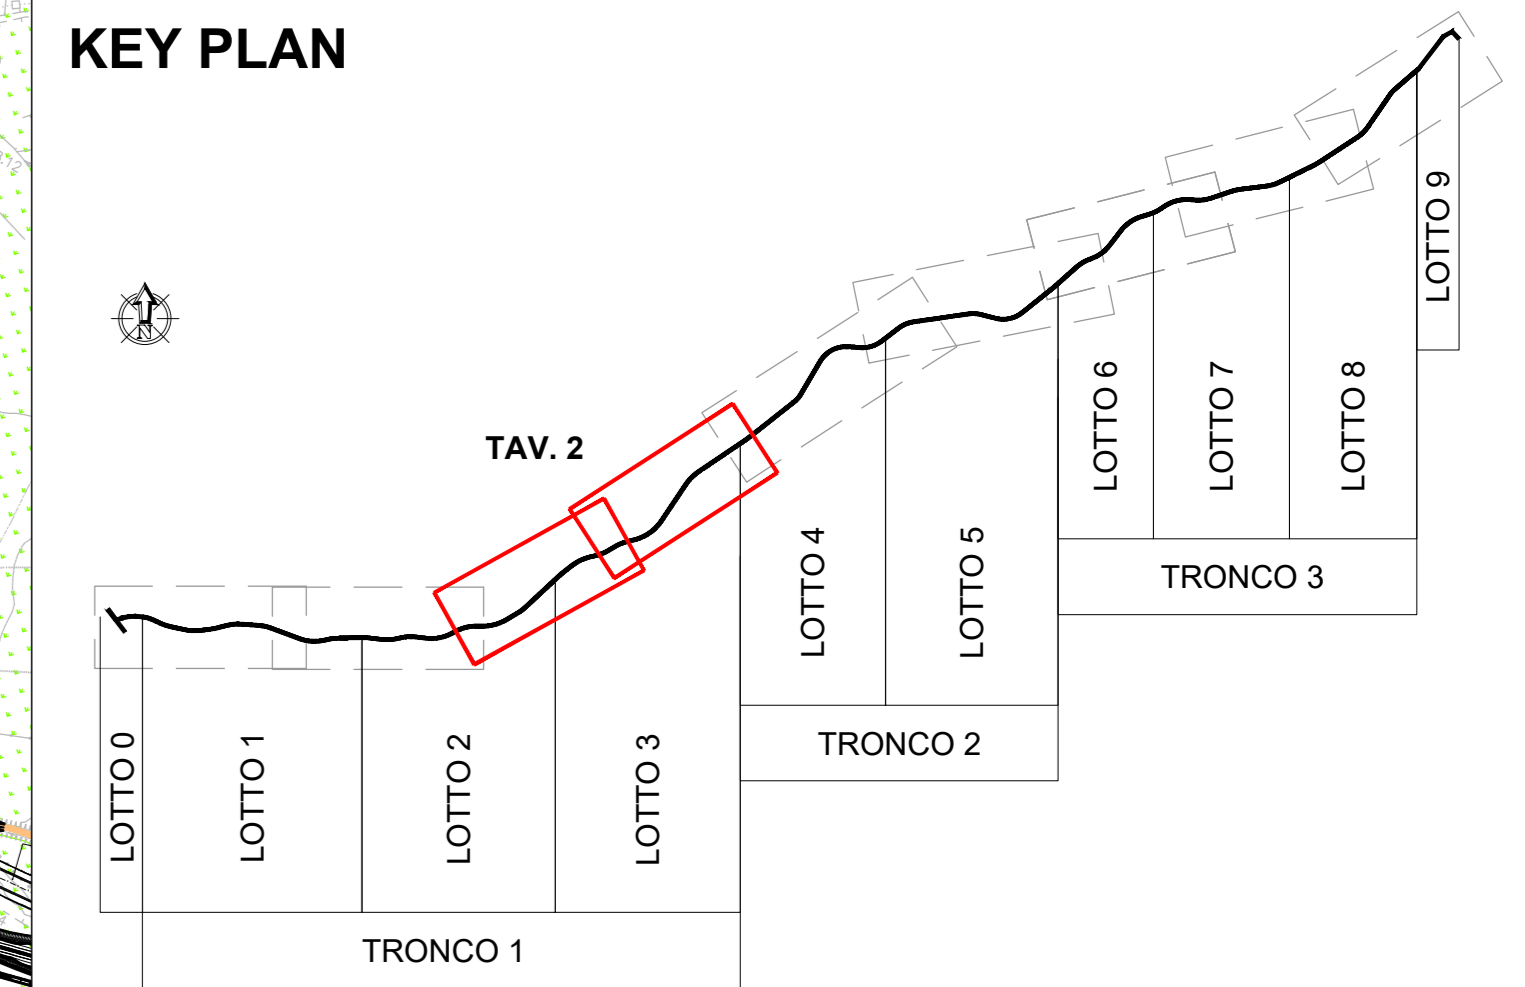 KEY PLAN
N
TAV. 2
LOTTO 0
LOTTO 1
LOTTO 2
LOTTO 3
LOTTO 4
LOTTO 5
LOTTO 6
LOTTO 7
LOTTO 8
LOTTO 9
TRONCO 1
TRONCO 2
TRONCO 3